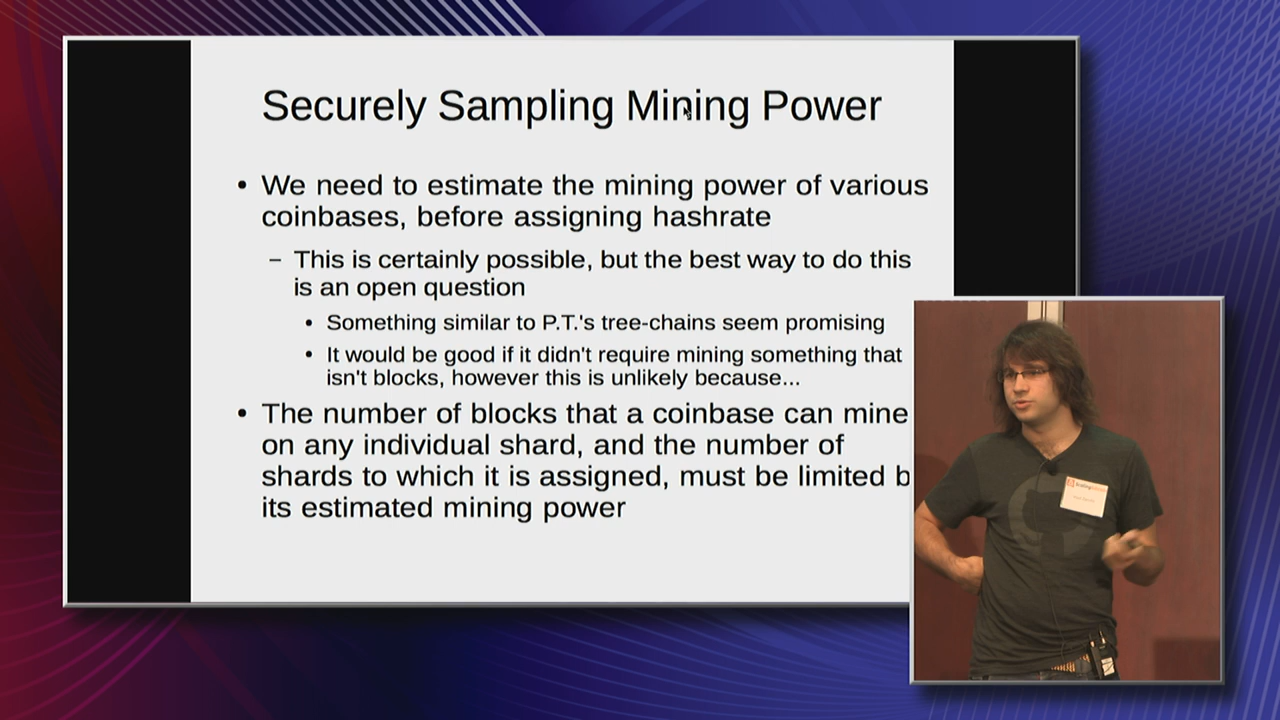 Securely Sampling Mining Power
• We need to estimate the mining power of various
coinbases, before assigning hashrate
– This is certainly possible, but the best way to do this
is an open question
• Something similar to P.T.'s tree-chains seem promising
• It would be good if it didn't require mining something that
isn't blocks, however this is unlikely because...
• The number of blocks that a coinbase can mine
on any individual shard, and the number of
shards to which it is assigned, must be limited b
its estimated mining power